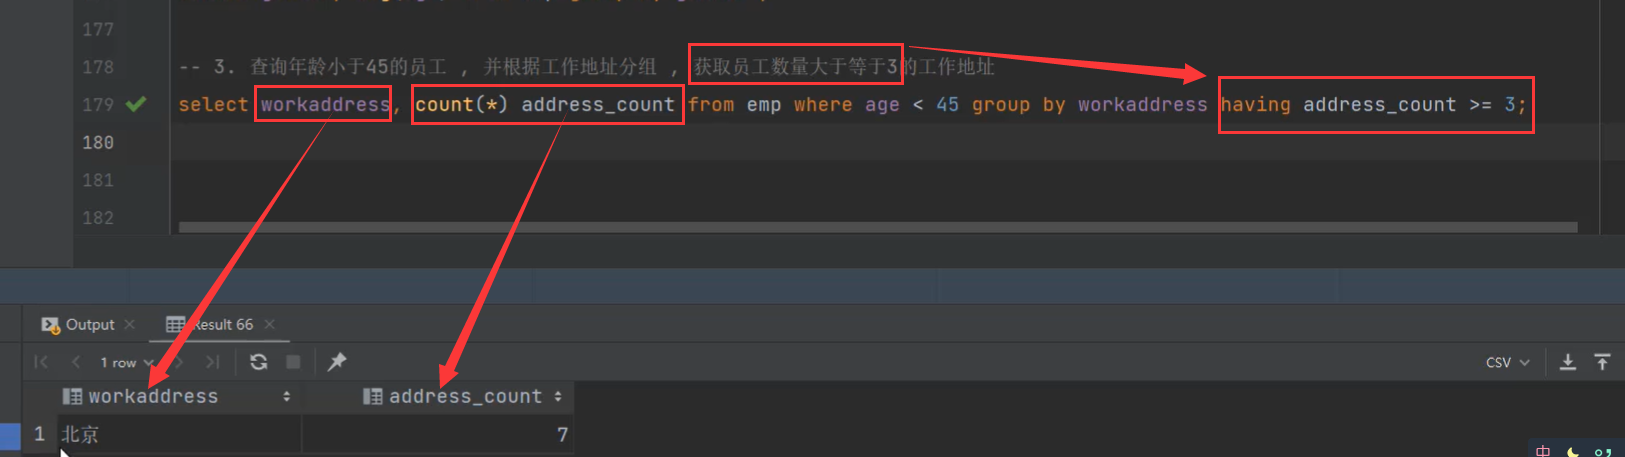 177
178 -- 3. 查询年龄小于45的员工 , 并根据工作地址分组 , 获取员工数量大于等于3的工作地址
179 select workaddress, count(*) address_count from emp where age < 45 group by workaddress having address_count >= 3;
180
181
182
Output Result 66
1 row CSV
workaddress address_count
1 北京 7
中